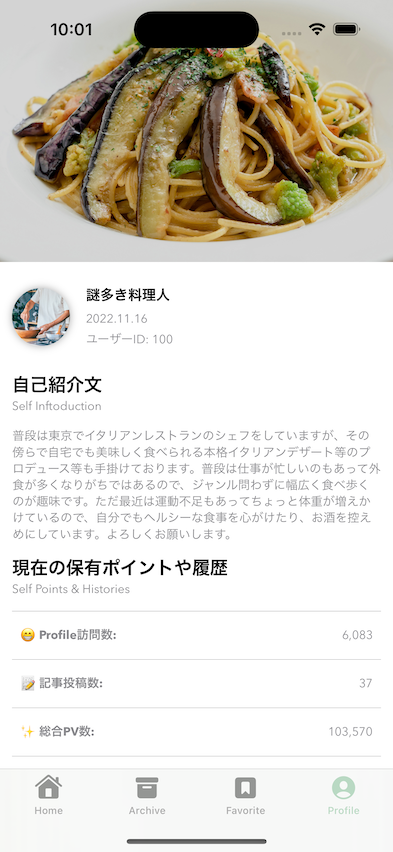 10:01
謎多き料理人
2022.11.16
ユーザーID: 100
自己紹介文
Self Inftoduction
普段は東京でイタリアンレストランのシェフをしていますが、その
傍らで自宅でも美味しく食べられる本格イタリアンデザート等のプ
ロデュース等も手掛けております。普段は仕事が忙しいのもあって外
食が多くなりがちではあるので、ジャンル問わずに幅広く食べ歩く
のが趣味です。ただ最近は運動不足もあってちょっと体重が増えか
けているので、自分でもヘルシーな食事を心がけたり、お酒を控え
めにしています。よろしくお願いします。
現在の保有ポイントや履歴
Self Points & Histories
😁 Profile訪問数: 6,083
📝 記事投稿数: 37
✨ 総合PV数: 103,570
Home Archive Favorite Profile